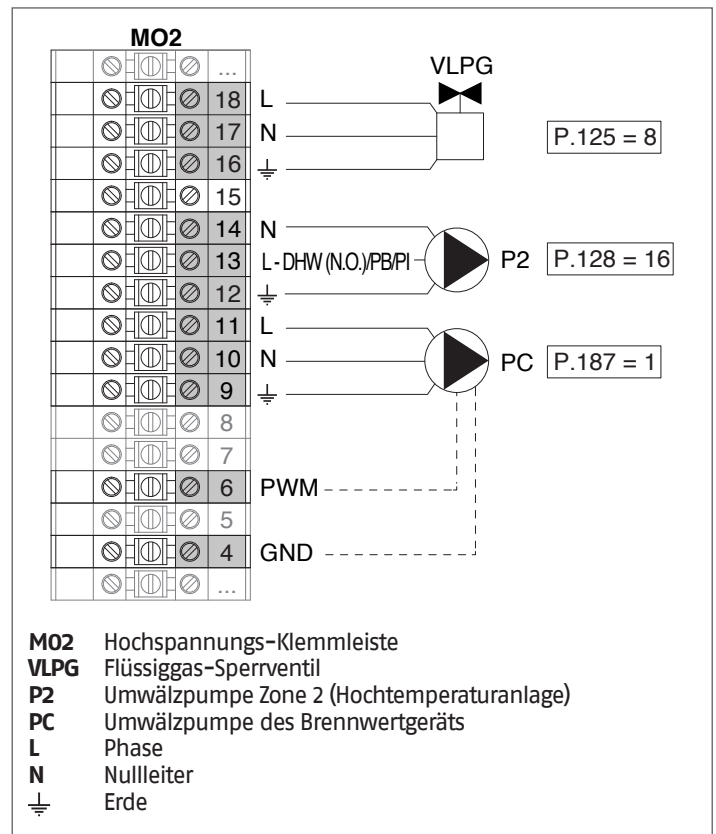 MO2
...
VLPG
18 L
17 N P.125 = 8
16 ⏚
15
14 N
13 L - DHW (N.O.)/PB/PI P2 P.128 = 16
12 ⏚
11 L
10 N PC P.187 = 1
9 ⏚
8
7
6 PWM
5
4 GND
...
M02 Hochspannungs-Klemmleiste
VLPG Flüssiggas-Sperrventil
P2 Umwälzpumpe Zone 2 (Hochtemperaturanlage)
PC Umwälzpumpe des Brennwertgeräts
L Phase
N Nullleiter
⏚ Erde